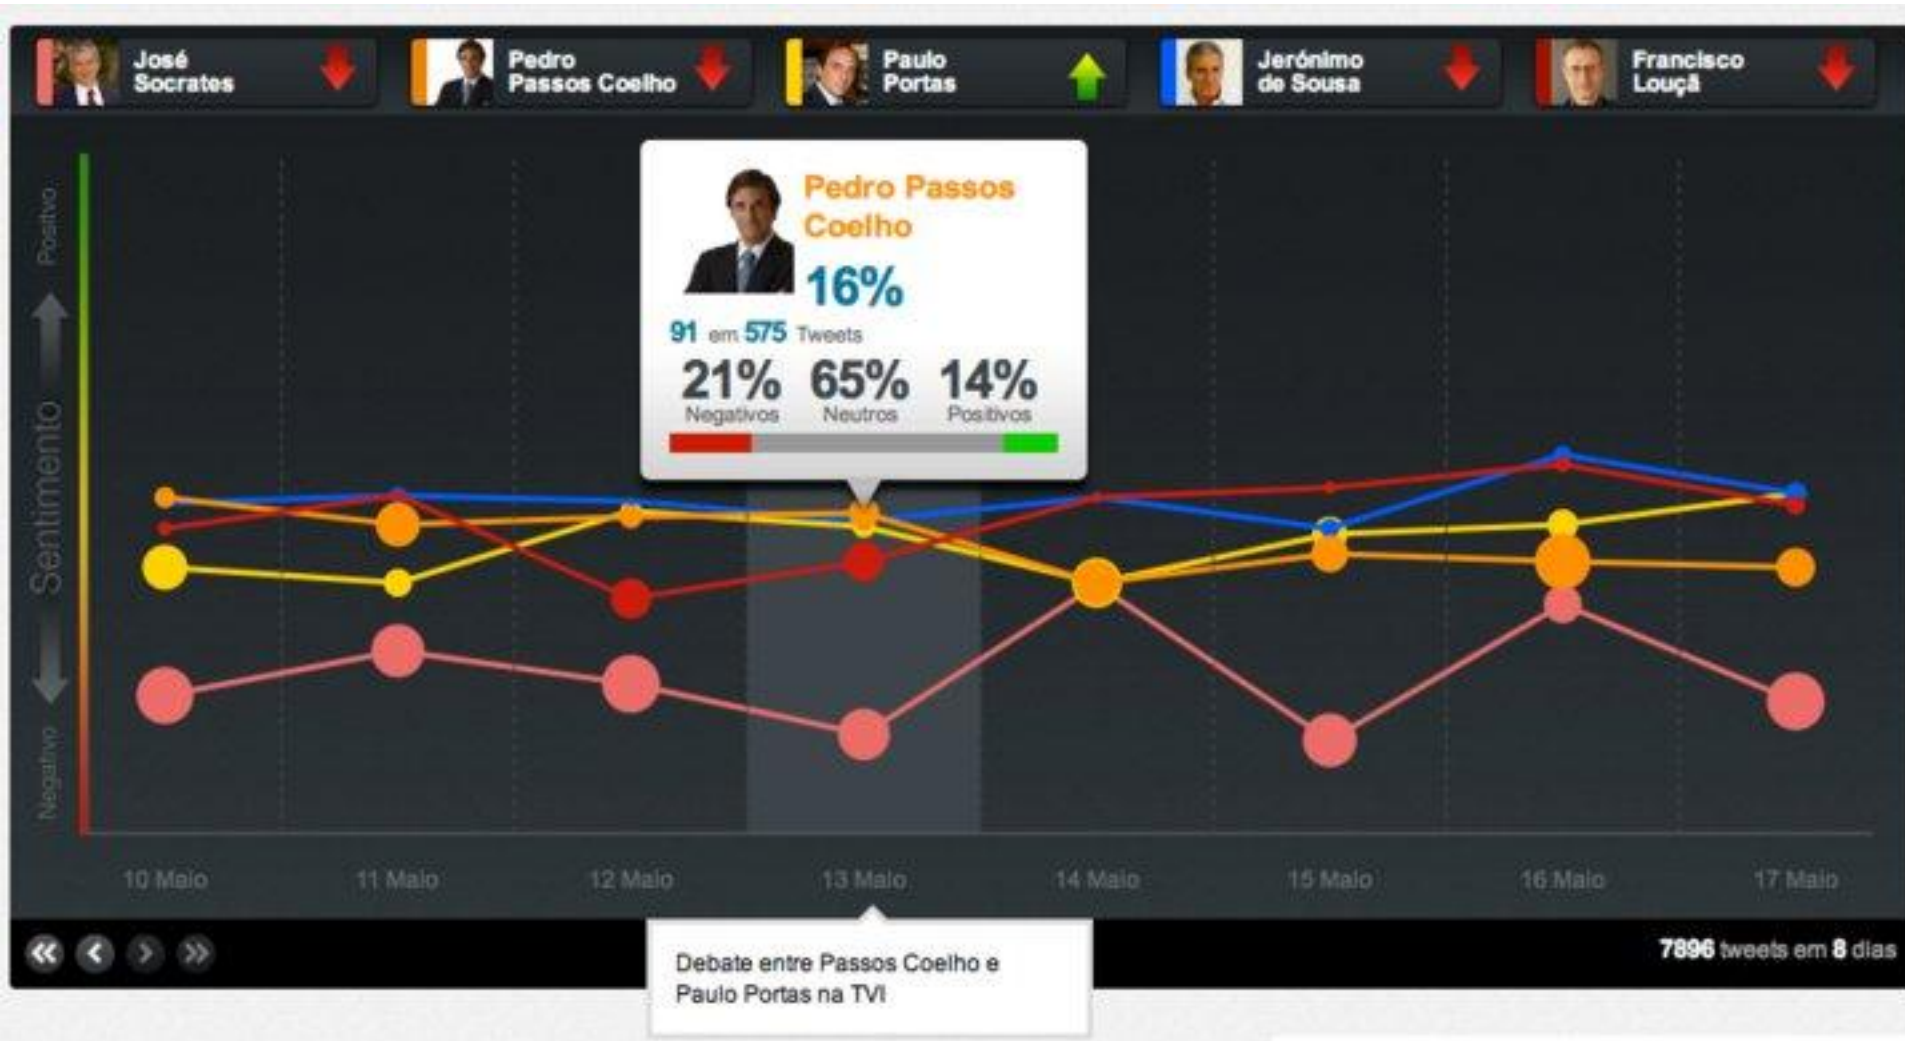 José
Socrates
Pedro
Passos Coelho
Paulo
Portas
Jerónimo
de Sousa
Francisco
Louçã
Pedro Passos
Coelho
16%
91 em 575 Tweets
21% 65% 14%
Negativos Neutros Positivos
Positvo
Sentimento
Negativo
10 Maio 11 Maio 12 Maio 13 Maio 14 Maio 15 Maio 16 Maio 17 Maio
7896 tweets em 8 dias
Debate entre Passos Coelho e
Paulo Portas na TVI